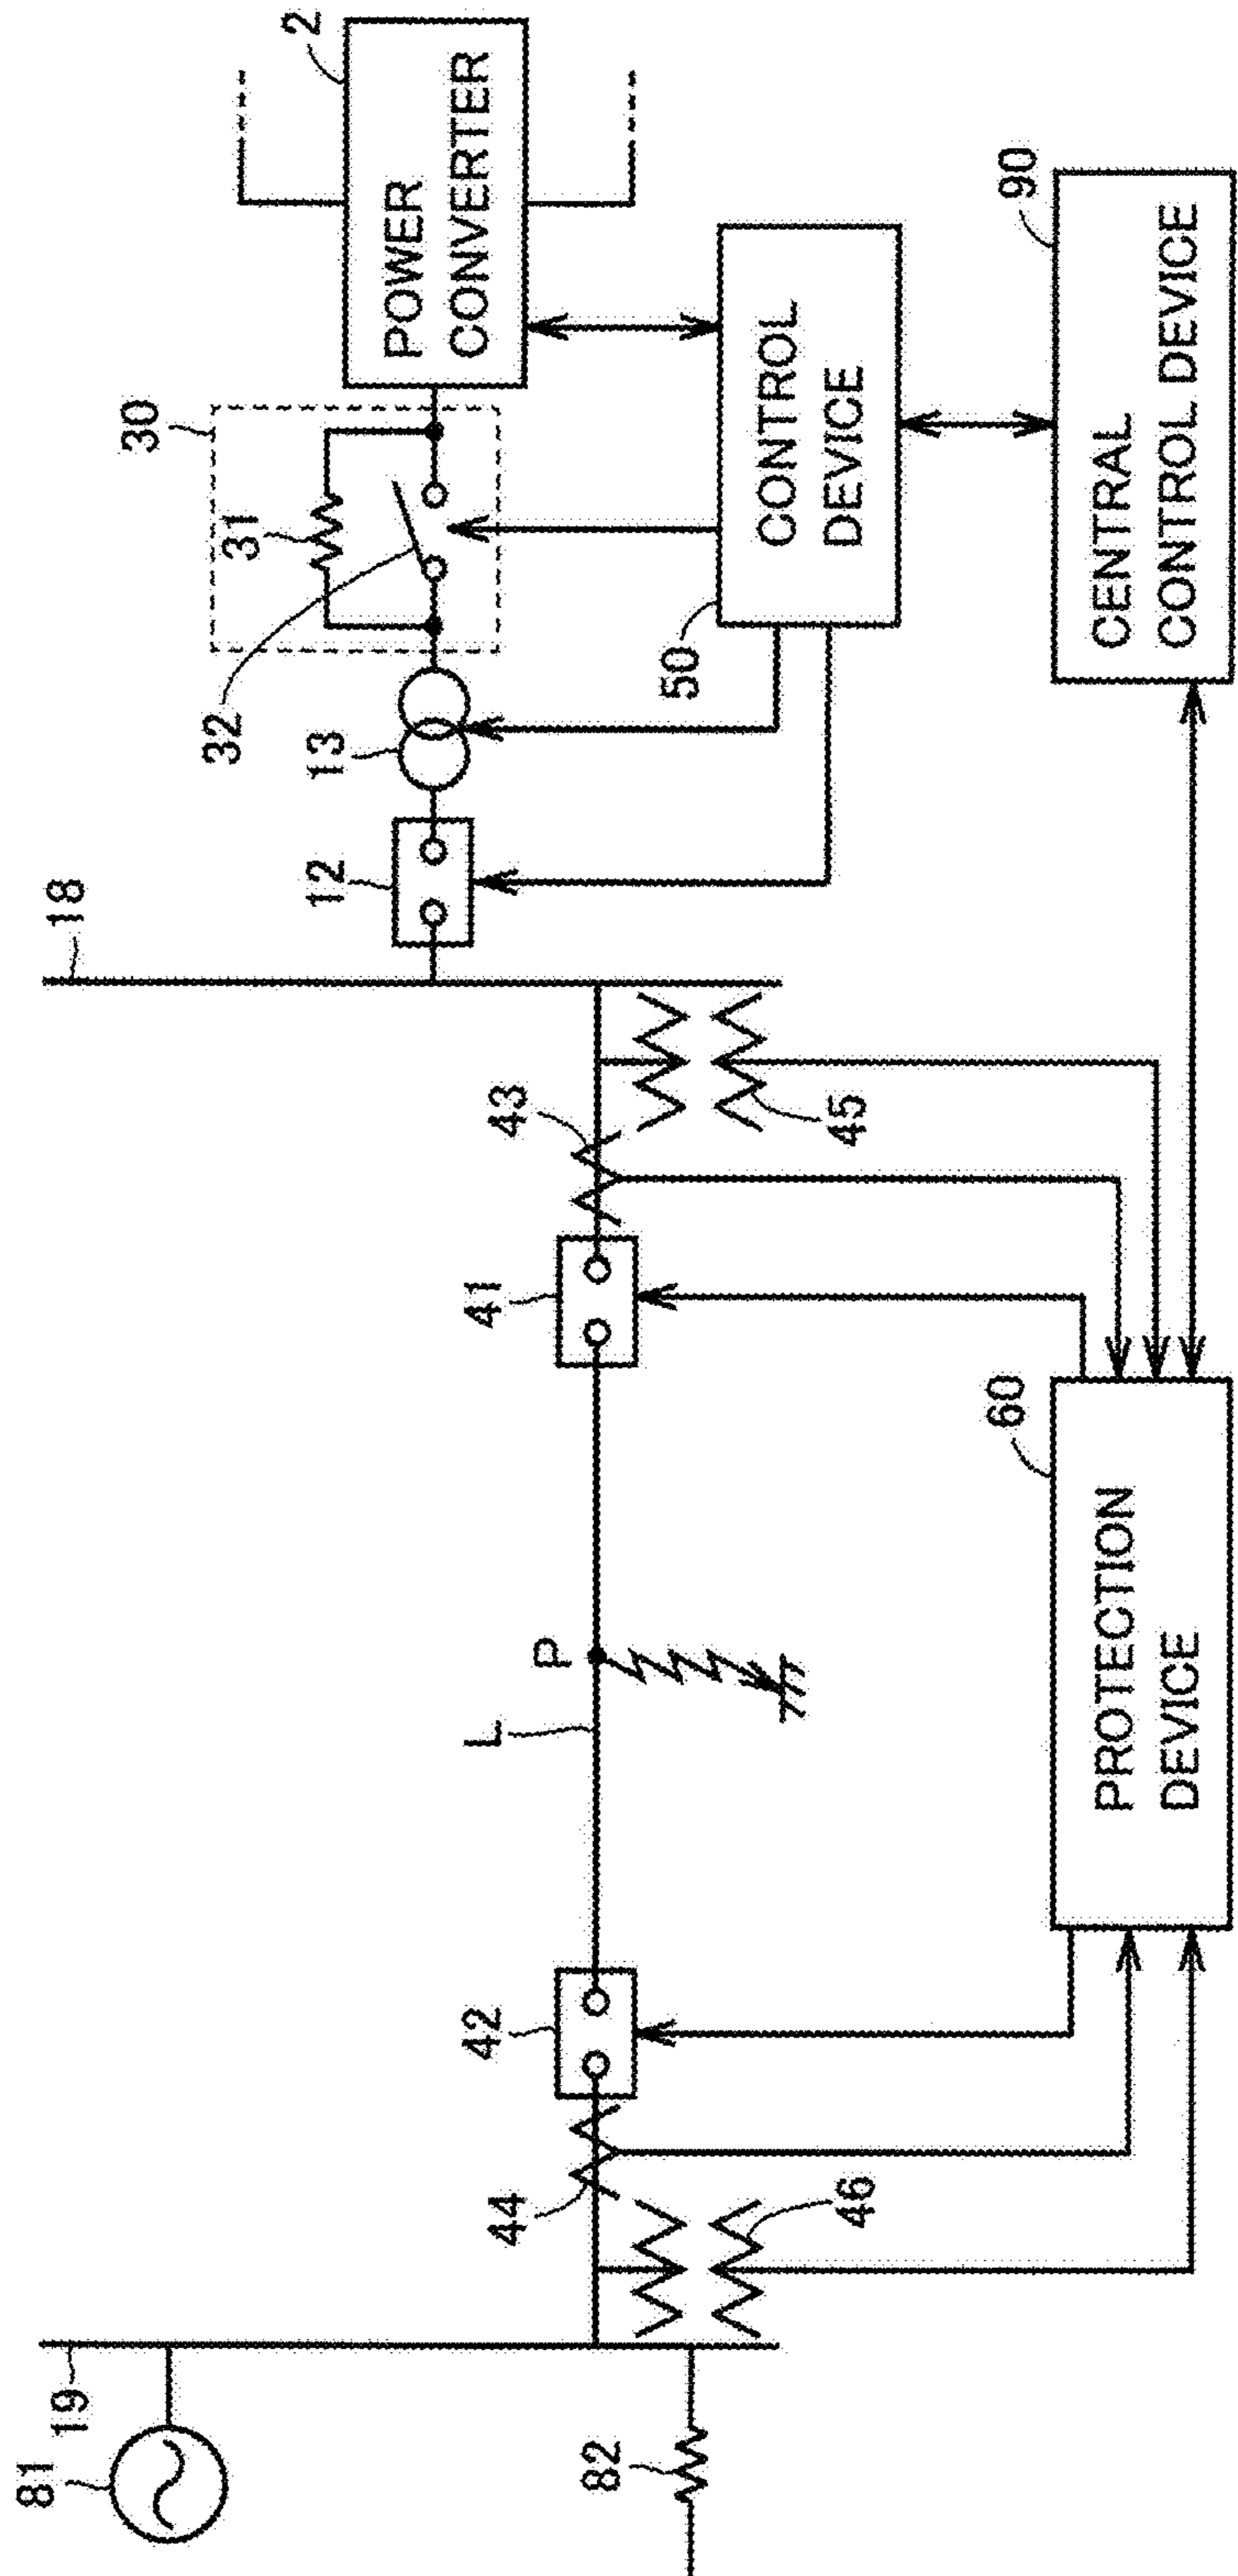 81
19
82
44
46
42
L
P
41
43
45
18
12
13
32
31
30
2
POWER
CONVERTER
50
CONTROL
DEVICE
60
PROTECTION
DEVICE
90
CENTRAL
CONTROL DEVICE